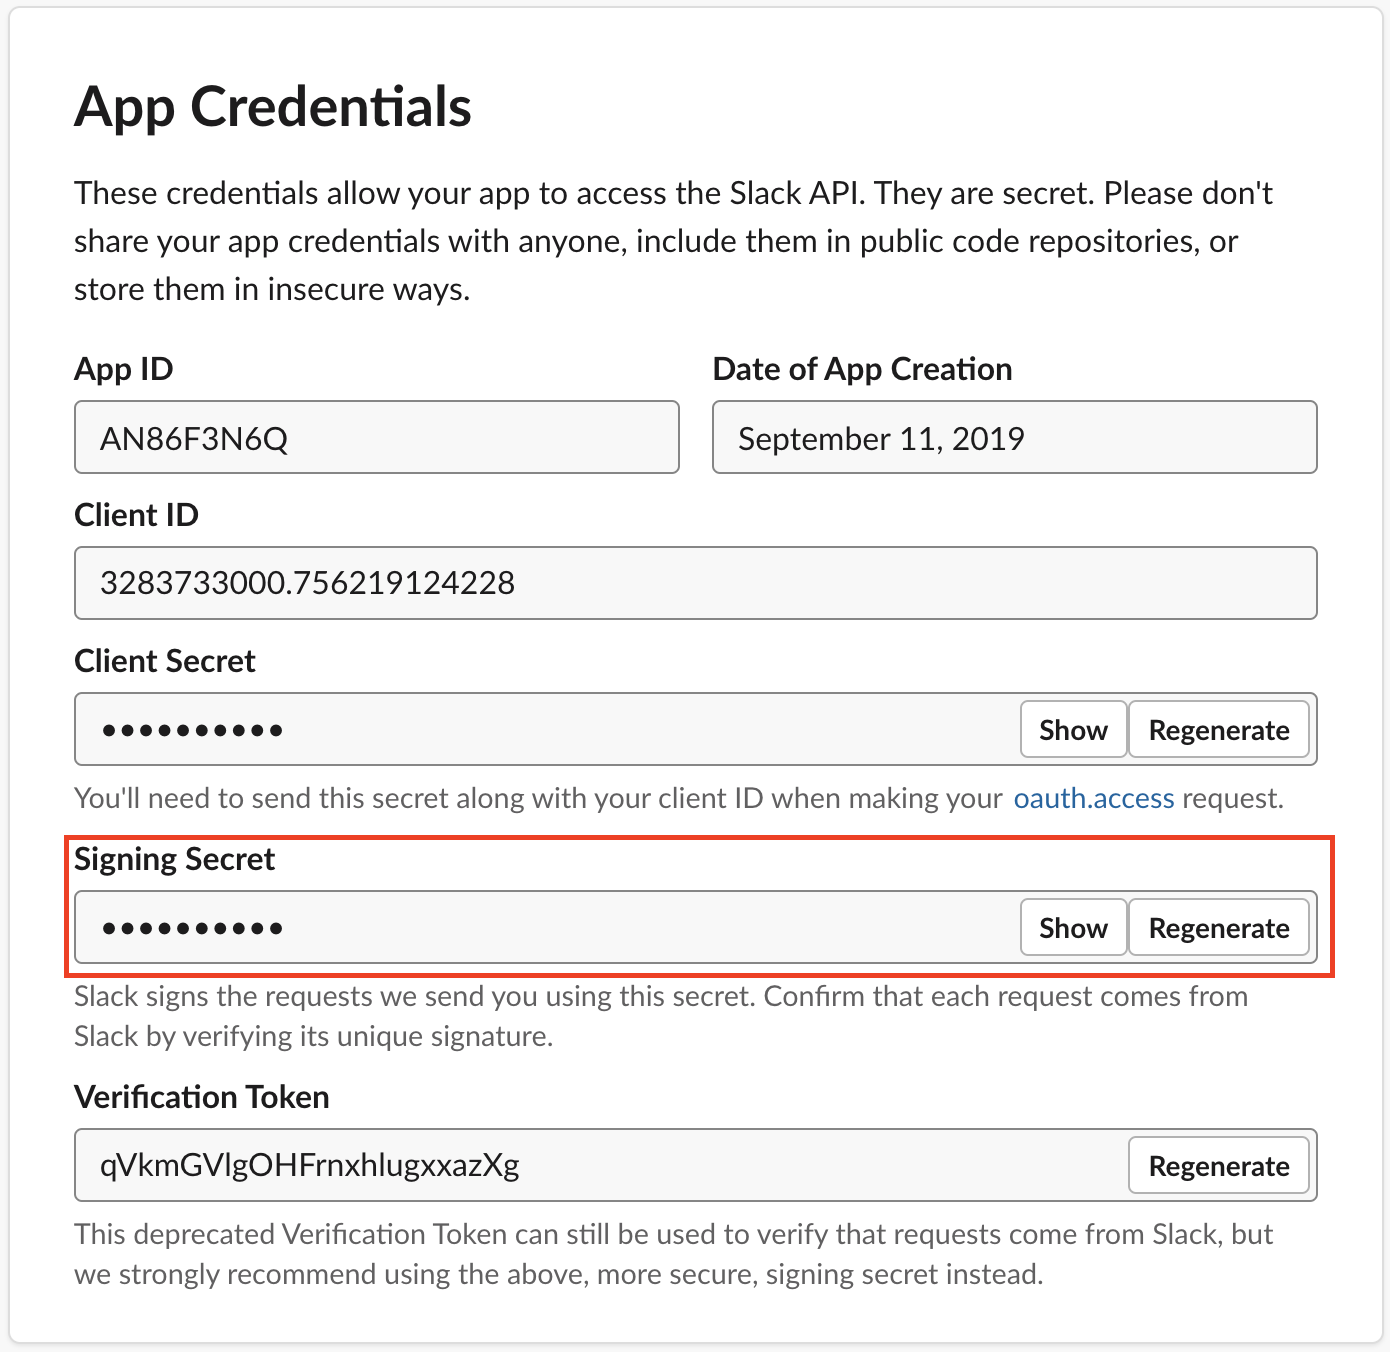 App Credentials
These credentials allow your app to access the Slack API. They are secret. Please don't
share your app credentials with anyone, include them in public code repositories, or
store them in insecure ways.
App ID
Date of App Creation
AN86F3N6Q
September 11, 2019
Client ID
3283733000.756219124228
Client Secret
••••••••••
Show
Regenerate
You'll need to send this secret along with your client ID when making your oauth.access request.
Signing Secret
••••••••••
Show
Regenerate
Slack signs the requests we send you using this secret. Confirm that each request comes from
Slack by verifying its unique signature.
Verification Token
qVkmGVlgOHFrnxhlugxxazXg
Regenerate
This deprecated Verification Token can still be used to verify that requests come from Slack, but
we strongly recommend using the above, more secure, signing secret instead.